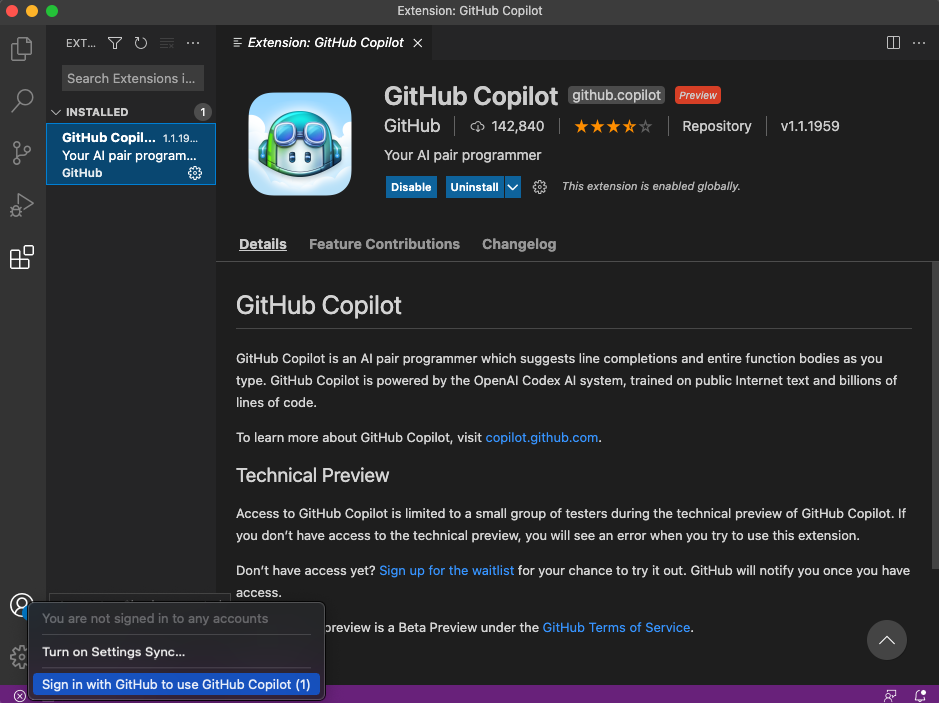 Extension: GitHub Copilot
EXT...
Extension: GitHub Copilot
Search Extensions i...
INSTALLED 1
GitHub Copil... 1.1.19...
Your AI pair program...
GitHub
GitHub Copilot github.copilot Preview
GitHub 142,840 Repository v1.1.1959
Your AI pair programmer
Disable Uninstall This extension is enabled globally.
Details Feature Contributions Changelog
GitHub Copilot
GitHub Copilot is an AI pair programmer which suggests line completions and entire function bodies as you
type. GitHub Copilot is powered by the OpenAI Codex AI system, trained on public Internet text and billions of
lines of code.
To learn more about GitHub Copilot, visit copilot.github.com.
Technical Preview
Access to GitHub Copilot is limited to a small group of testers during the technical preview of GitHub Copilot. If
you don’t have access to the technical preview, you will see an error when you try to use this extension.
Don’t have access yet? Sign up for the waitlist for your chance to try it out. GitHub will notify you once you have
access.
preview is a Beta Preview under the GitHub Terms of Service.
You are not signed in to any accounts
Turn on Settings Sync...
Sign in with GitHub to use GitHub Copilot (1)